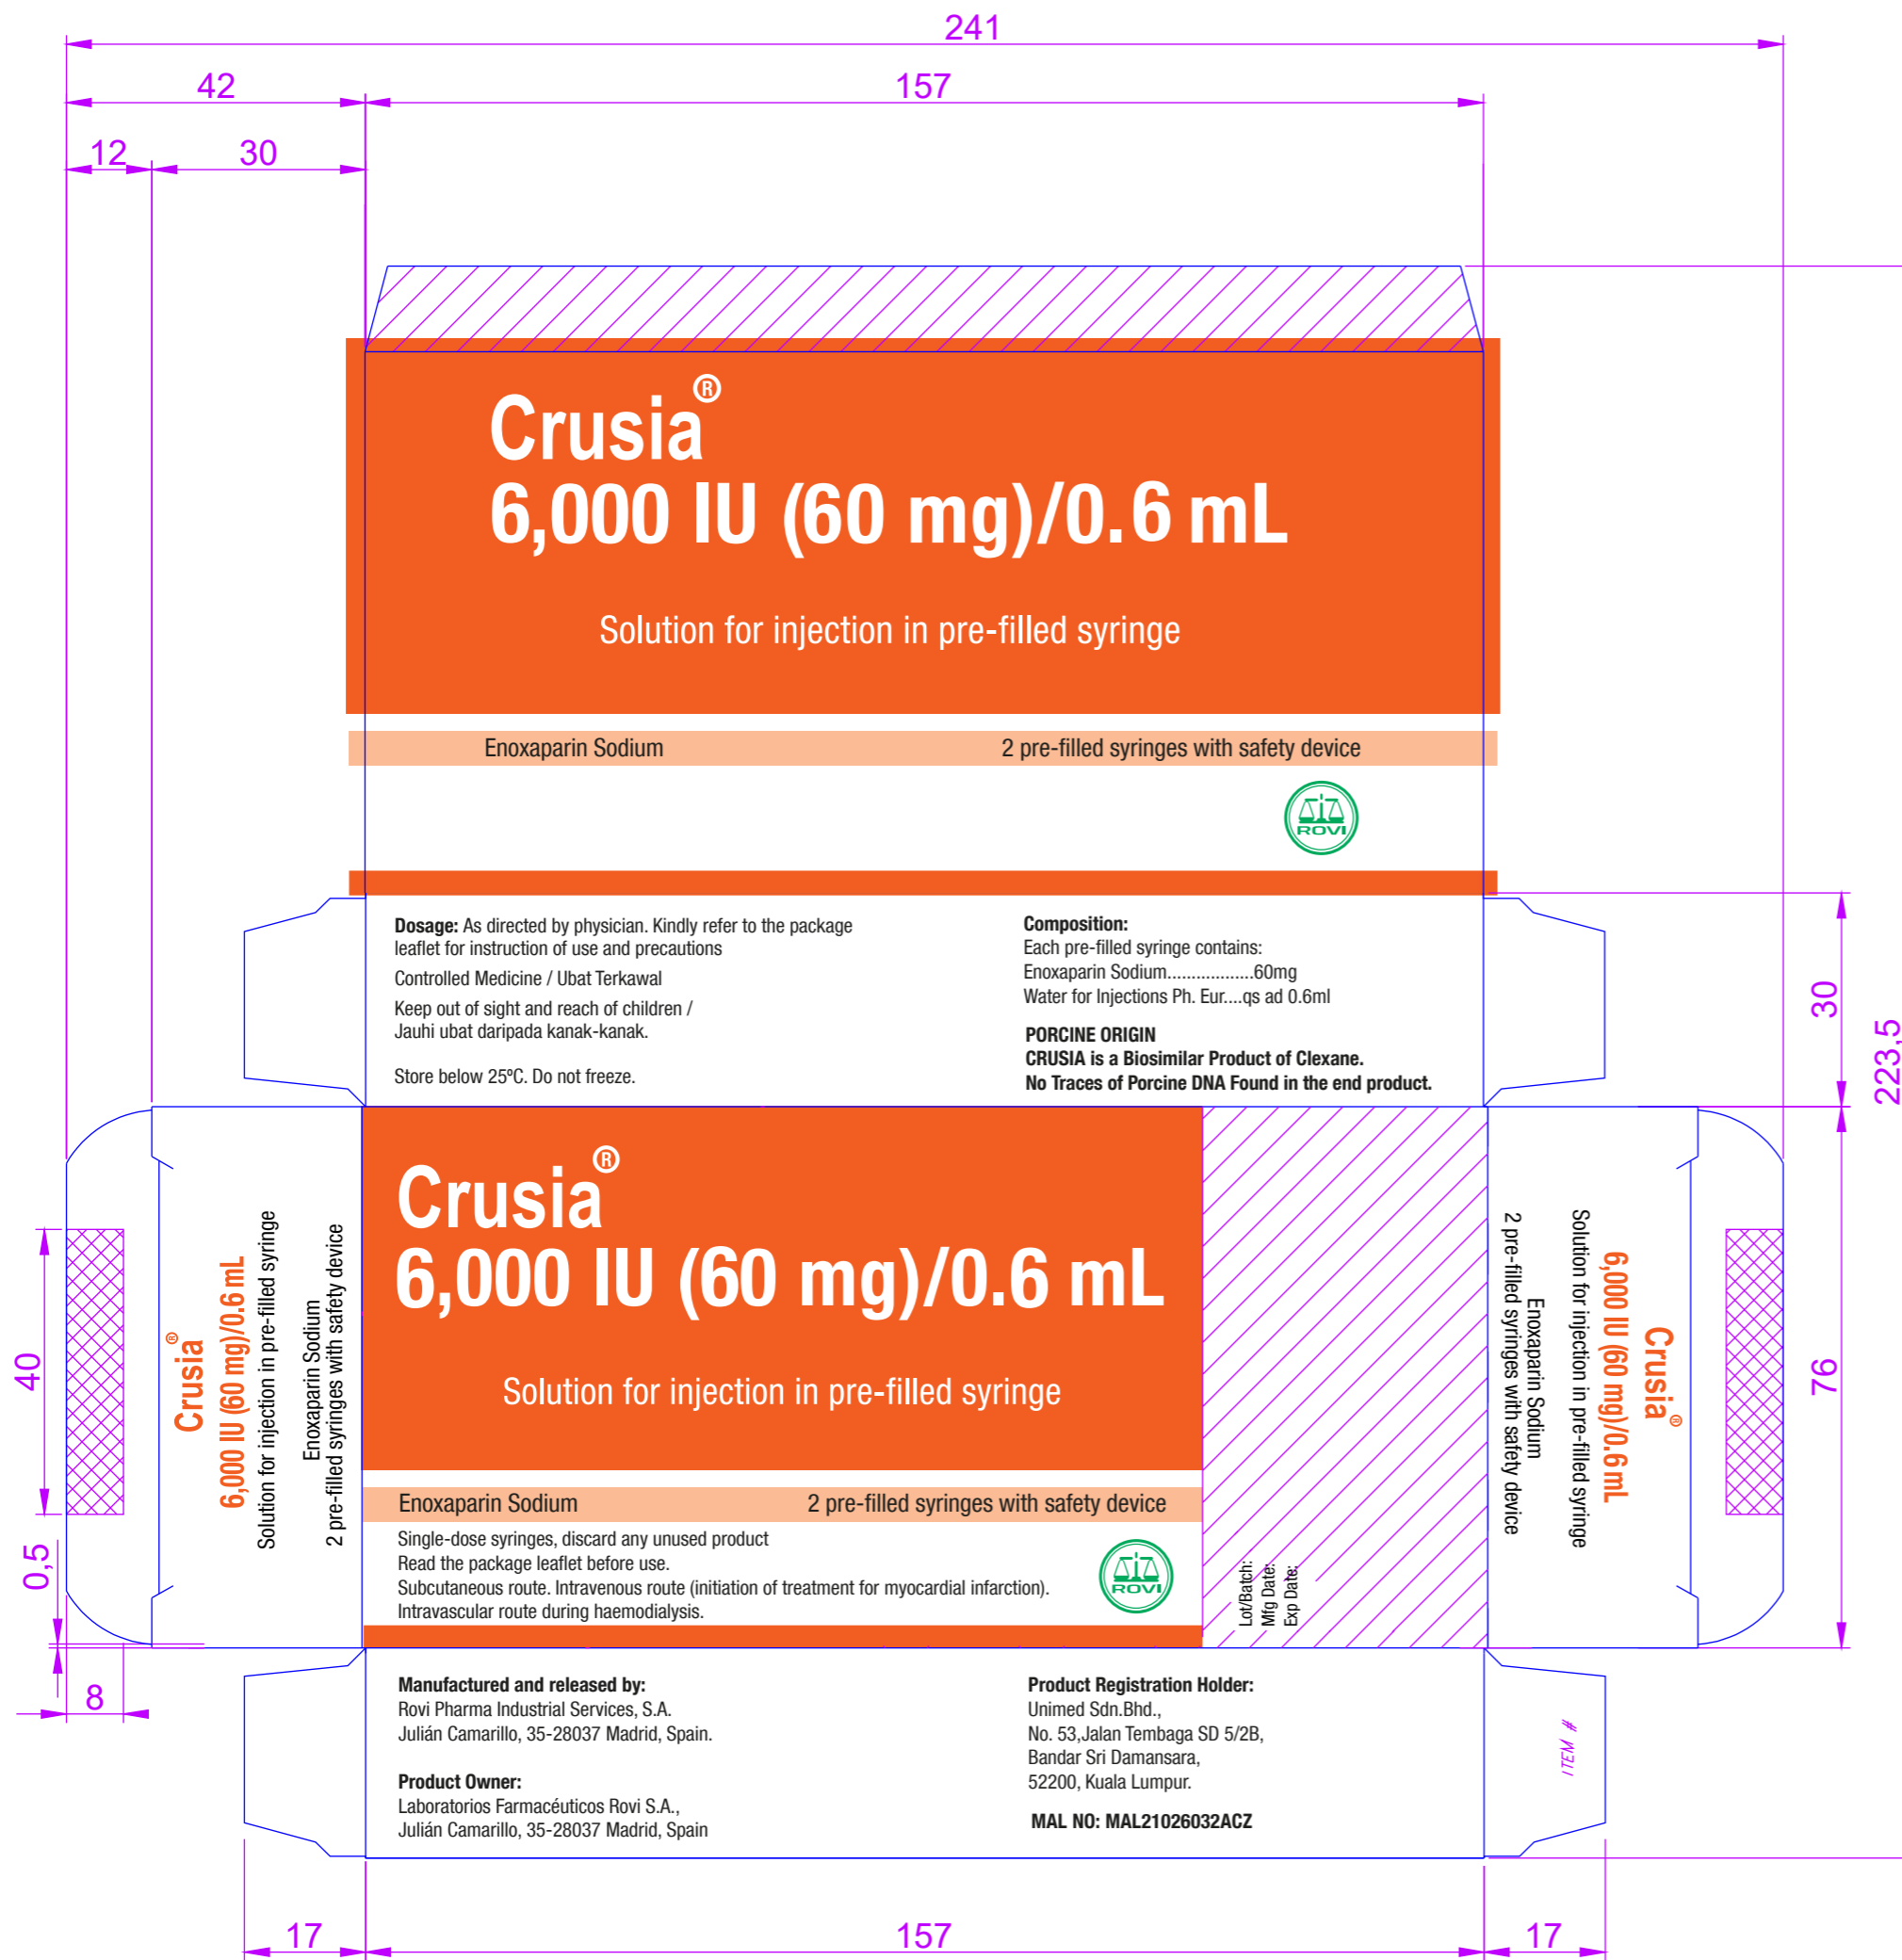 241
42
157
12
30
Crusia®
6,000 IU (60 mg)/0.6 mL
Solution for injection in pre-filled syringe
Enoxaparin Sodium
2 pre-filled syringes with safety device
ROVI
Dosage: As directed by physician. Kindly refer to the package
leaflet for instruction of use and precautions
Controlled Medicine / Ubat Terkawal
Keep out of sight and reach of children /
Jauhi ubat daripada kanak-kanak.
Store below 25ºC. Do not freeze.
Composition:
Each pre-filled syringe contains:
Enoxaparin Sodium..................60mg
Water for Injections Ph. Eur....qs ad 0.6ml
PORCINE ORIGIN
CRUSIA is a Biosimilar Product of Clexane.
No Traces of Porcine DNA Found in the end product.
30
223,5
40
0,5
8
Crusia®
6,000 IU (60 mg)/0.6 mL
Solution for injection in pre-filled syringe
Enoxaparin Sodium
2 pre-filled syringes with safety device
Crusia®
6,000 IU (60 mg)/0.6 mL
Solution for injection in pre-filled syringe
Enoxaparin Sodium
2 pre-filled syringes with safety device
Single-dose syringes, discard any unused product
Read the package leaflet before use.
Subcutaneous route. Intravenous route (initiation of treatment for myocardial infarction).
Intravascular route during haemodialysis.
ROVI
Lot/Batch:
Mfg Date:
Exp Date:
Crusia®
6,000 IU (60 mg)/0.6 mL
Solution for injection in pre-filled syringe
Enoxaparin Sodium
2 pre-filled syringes with safety device
76
Manufactured and released by:
Rovi Pharma Industrial Services, S.A.
Julián Camarillo, 35-28037 Madrid, Spain.
Product Owner:
Laboratorios Farmacéuticos Rovi S.A.,
Julián Camarillo, 35-28037 Madrid, Spain
Product Registration Holder:
Unimed Sdn.Bhd.,
No. 53,Jalan Tembaga SD 5/2B,
Bandar Sri Damansara,
52200, Kuala Lumpur.
MAL NO: MAL21026032ACZ
ITEM #
17
157
17